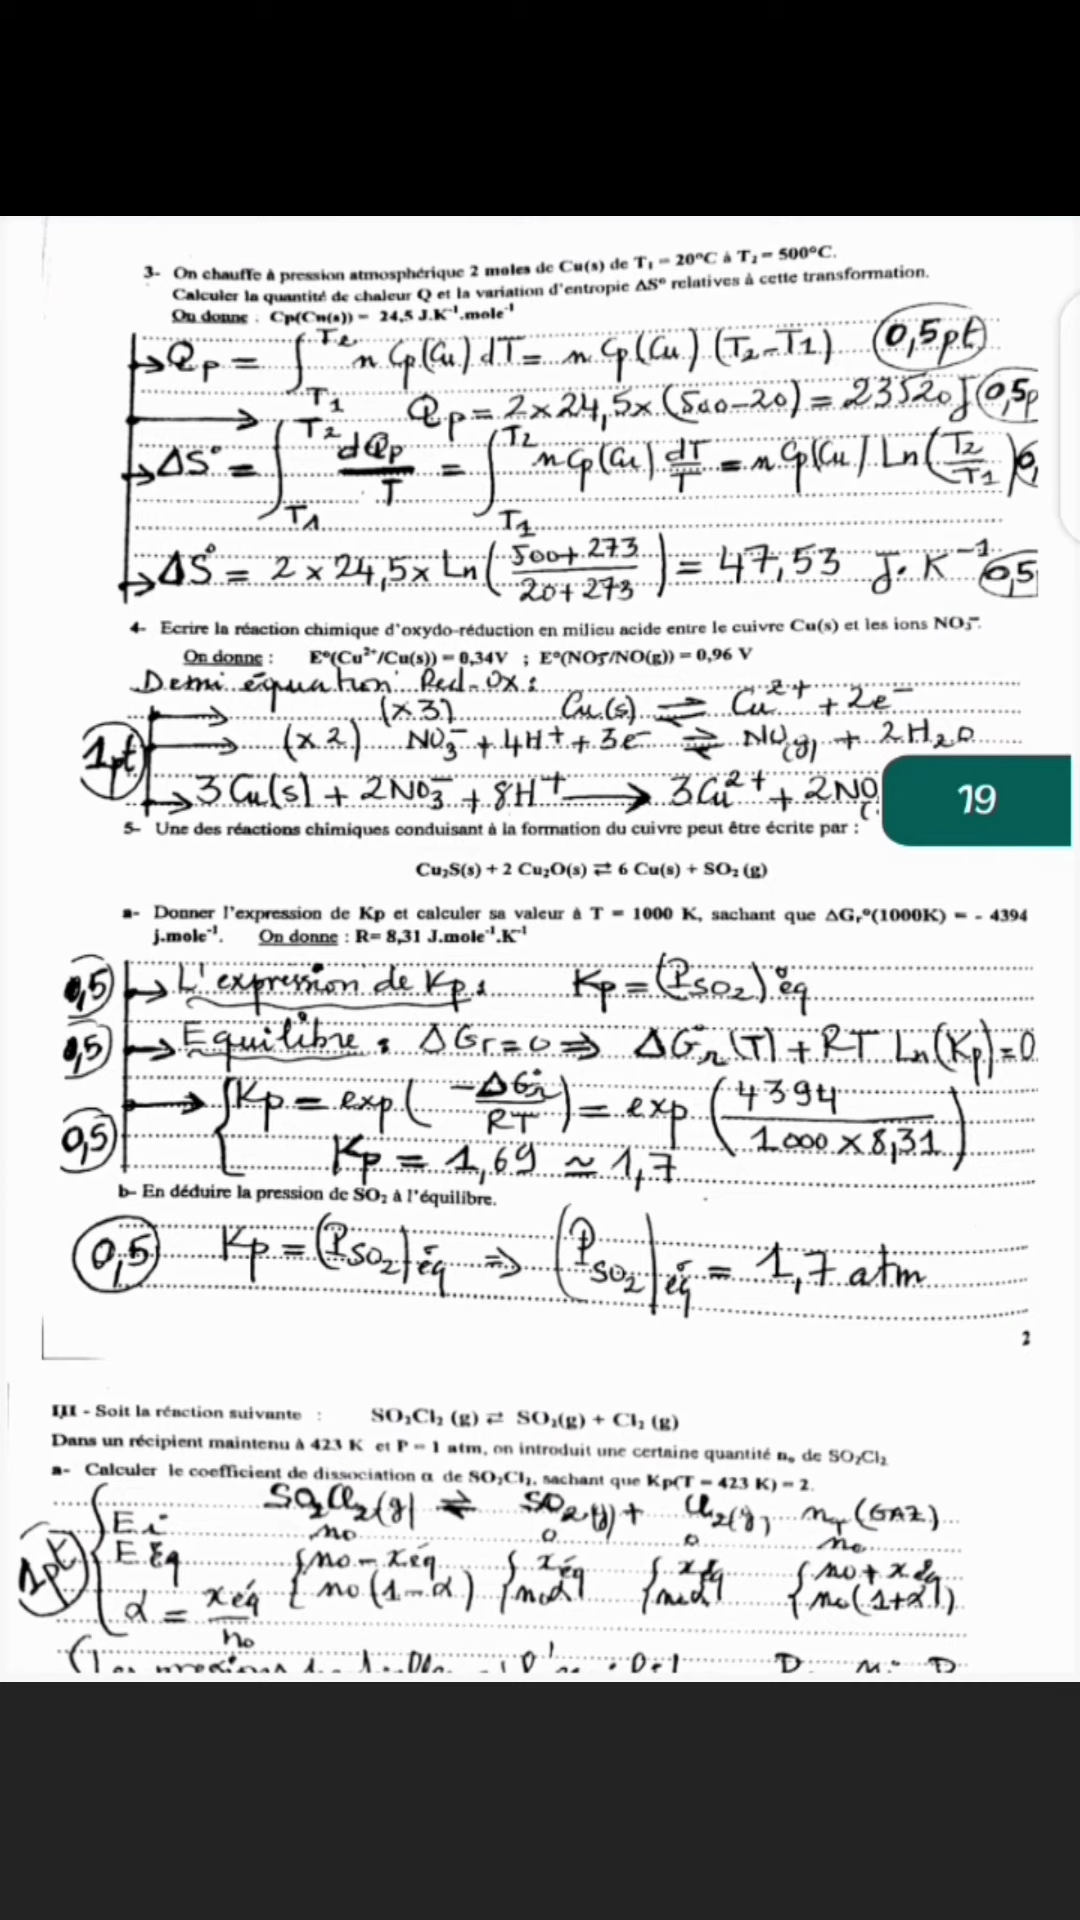 3- On chauffe à pression atmosphérique 2 moles de Cu(s) de T₁ = 20°C à T₂ = 500°C.
Calculer la quantité de chaleur Q et la variation d'entropie ΔS° relatives à cette transformation.
On donne : Cp(Cu(s)) = 24,5 J.K⁻¹.mole⁻¹
→ Qp = ∫T₁T₂ n Cp(Cu) dT = n Cp(Cu) (T₂-T₁) 0,5pt
→ Qp = 2 x 24,5 x (500-20) = 23520 J 0,5p
→ ΔS° = ∫T₁T₂ dQp/T = ∫T₁T₂ n Cp(Cu) dT/T = n Cp(Cu) Ln(T₂/T₁) 0,
→ ΔS° = 2 x 24,5 x Ln(500+273/20+273) = 47,53 J.K⁻¹ 0,5
4- Ecrire la réaction chimique d'oxydo-réduction en milieu acide entre le cuivre Cu(s) et les ions NO₃⁻.
On donne : E°(Cu²⁺/Cu(s)) = 0,34V ; E°(NO₃⁻/NO(g)) = 0,96 V
Demi équation Red-Ox :
→ (x3) Cu(s) ⇌ Cu²⁺ + 2e⁻
1pt → (x2) NO₃⁻ + 4H⁺ + 3e⁻ ⇌ NO(g) + 2H₂O
→ 3Cu(s) + 2NO₃⁻ + 8H⁺ → 3Cu²⁺ + 2NO
19
5- Une des réactions chimiques conduisant à la formation du cuivre peut être écrite par :
Cu₂S(s) + 2 Cu₂O(s) ⇌ 6 Cu(s) + SO₂ (g)
a- Donner l'expression de Kp et calculer sa valeur à T = 1000 K, sachant que ΔGr°(1000K) = - 4394
j.mole⁻¹. On donne : R= 8,31 J.mole⁻¹.K⁻¹
0,5 → L'expression de Kp : Kp = (PSO₂)éq
0,5 → Equilibre : ΔGr = 0 ⇒ ΔG°r(T) + RT Ln(Kp) = 0
→ Kp = exp(-ΔG°r/RT) = exp(4394/1000 x 8,31)
0,5 Kp = 1,69 ≃ 1,7
b- En déduire la pression de SO₂ à l'équilibre.
0,5 Kp = (PSO₂)éq ⇒ (PSO₂)éq = 1,7 atm
2
III - Soit la réaction suivante : SO₂Cl₂ (g) ⇌ SO₂(g) + Cl₂ (g)
Dans un récipient maintenu à 423 K et P = 1 atm, on introduit une certaine quantité n₀ de SO₂Cl₂
a- Calculer le coefficient de dissociation α de SO₂Cl₂, sachant que Kp(T = 423 K) = 2.
SO₂Cl₂(g) ⇌ SO₂(g) + Cl₂(g) nT (GAZ)
Ei n₀ 0 0 n₀
1pt E Éq n₀ - xéq xéq xéq n₀ + xéq
α = xéq/n₀ n₀(1-α) n₀α n₀α n₀(1+α)